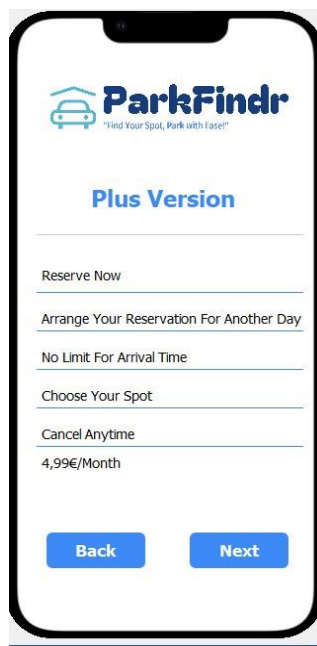 ParkFindr
"Find Your Spot, Park with Ease!"
Plus Version
Reserve Now
Arrange Your Reservation For Another Day
No Limit For Arrival Time
Choose Your Spot
Cancel Anytime
4,99€/Month
Back
Next